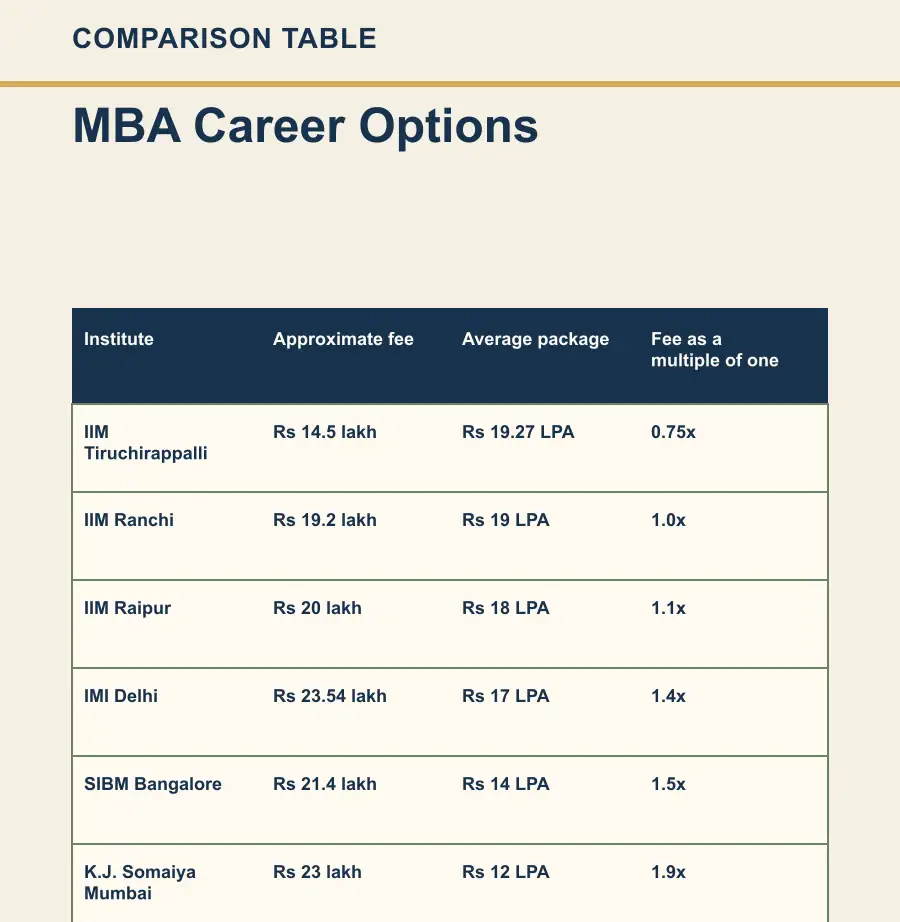 COMPARISON TABLE
MBA Career Options
Institute Approximate fee Average package Fee as a
multiple of one
IIM
Tiruchirappalli Rs 14.5 lakh Rs 19.27 LPA 0.75x
IIM Ranchi Rs 19.2 lakh Rs 19 LPA 1.0x
IIM Raipur Rs 20 lakh Rs 18 LPA 1.1x
IMI Delhi Rs 23.54 lakh Rs 17 LPA 1.4x
SIBM Bangalore Rs 21.4 lakh Rs 14 LPA 1.5x
K.J. Somaiya
Mumbai Rs 23 lakh Rs 12 LPA 1.9x